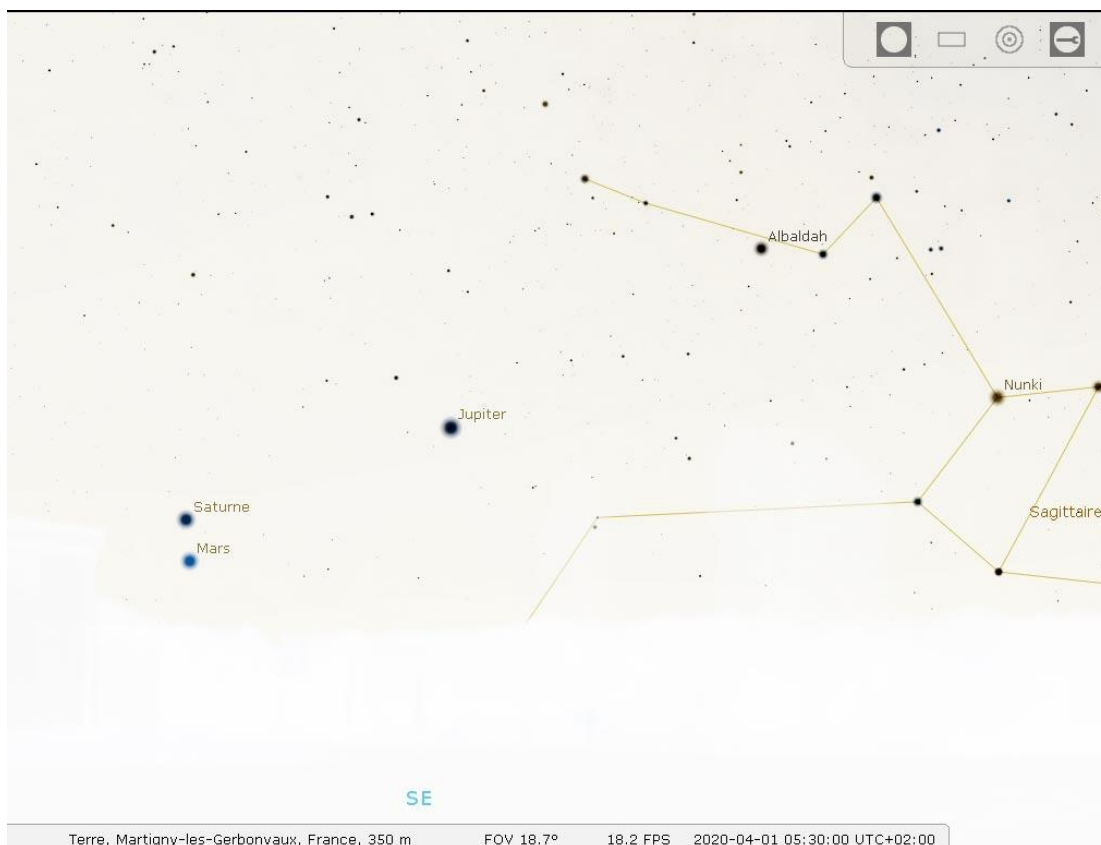 Albaldah
Nunki
Jupiter
Saturne
Sagittaire
Mars
SE
Terre, Martigny-les-Gerbonvaux, France, 350 m FOV 18.7° 18.2 FPS 2020-04-01 05:30:00 UTC+02:00